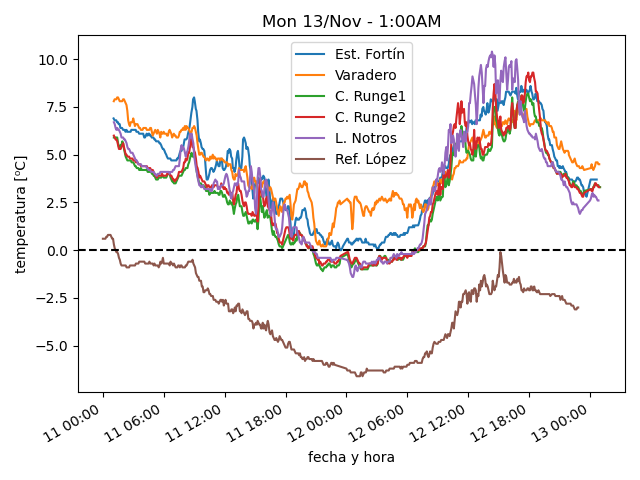 Mon 13/Nov - 1:00AM
Est. Fortín
Varadero
C. Runge1
C. Runge2
L. Notros
Ref. López
temperatura [ºC]
10.0
7.5
5.0
2.5
0.0
−2.5
−5.0
11 00:00
11 06:00
11 12:00
11 18:00
12 00:00
12 06:00
12 12:00
12 18:00
13 00:00
fecha y hora